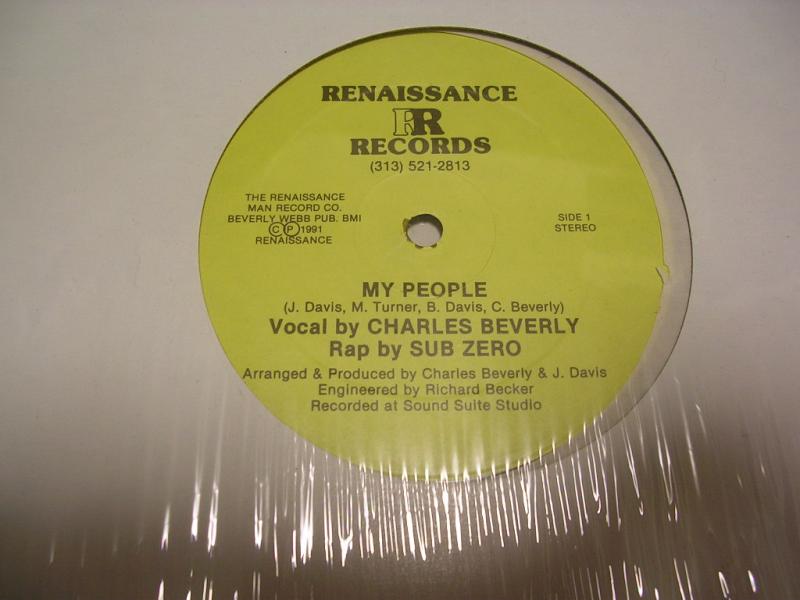 RENAISSANCE
RR
RECORDS
(313) 521-2813
THE RENAISSANCE
MAN RECORD CO.
BEVERLY WEBB PUB. BMI
Ⓒ Ⓟ 1991
RENAISSANCE
SIDE 1
STEREO
MY PEOPLE
(J. Davis, M. Turner, B. Davis, C. Beverly)
Vocal by CHARLES BEVERLY
Rap by SUB ZERO
Arranged & Produced by Charles Beverly & J. Davis
Engineered by Richard Becker
Recorded at Sound Suite Studio